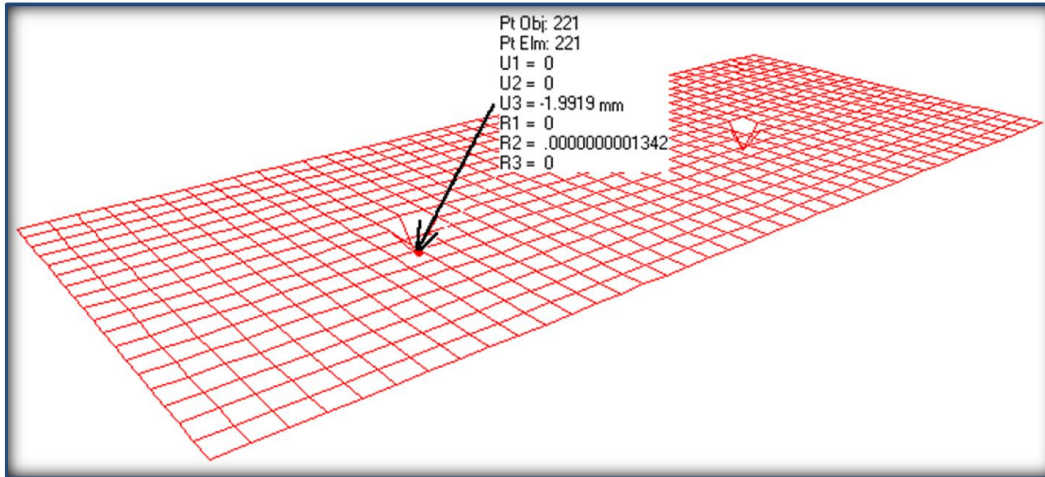 Pt Obj: 221
Pt Elm: 221
U1 = 0
U2 = 0
U3 = -1.9919 mm
R1 = 0
R2 = .0000000001342
R3 = 0